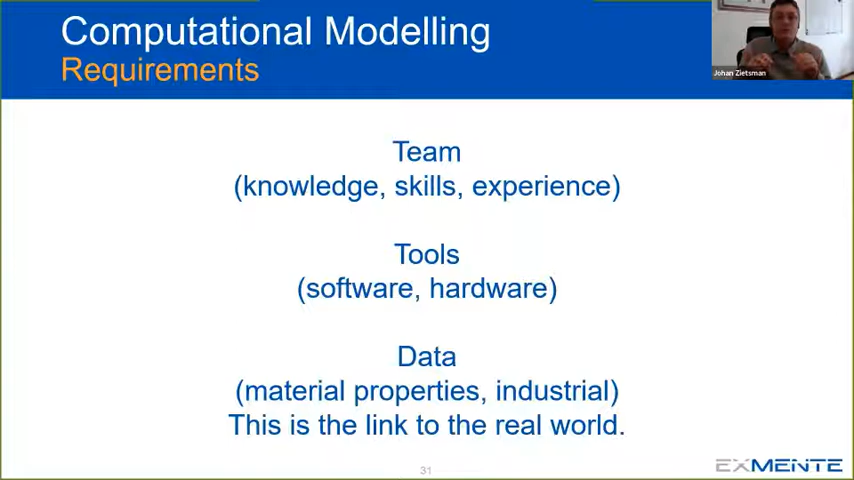 Computational Modelling
Requirements
Johan Zietsman
Team
(knowledge, skills, experience)
Tools
(software, hardware)
Data
(material properties, industrial)
This is the link to the real world.
31
EXMENTE